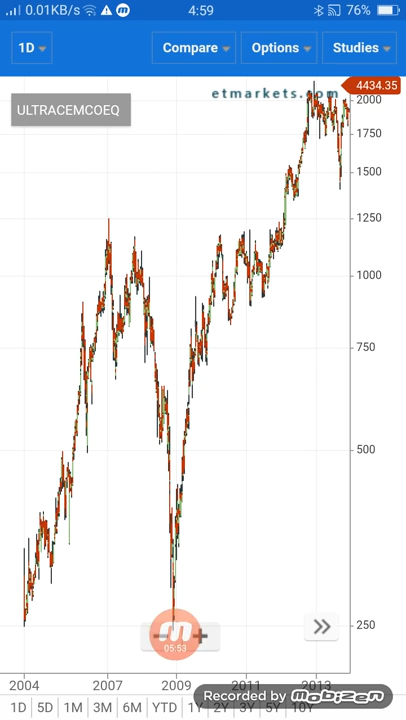 0.01KB/s 4:59 76%
1D Compare Options Studies
etmarkets.com
4434.35
ULTRACEMCOEQ
2000
1750
1500
1250
1000
750
500
250
05:53
2004 2007 2009 2011 2013
Recorded by mobizen
1D 5D 1M 3M 6M YTD 1Y 2Y 3Y 5Y 10Y